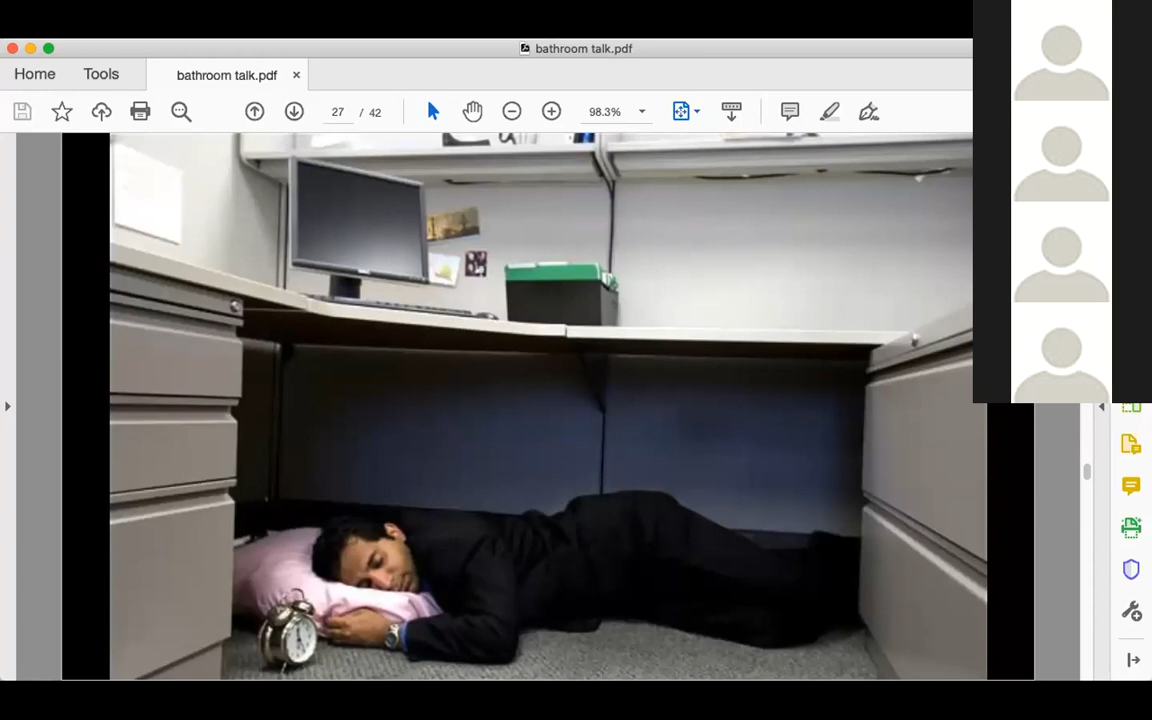 bathroom talk.pdf
Home Tools bathroom talk.pdf ×
27 / 42 98.3%